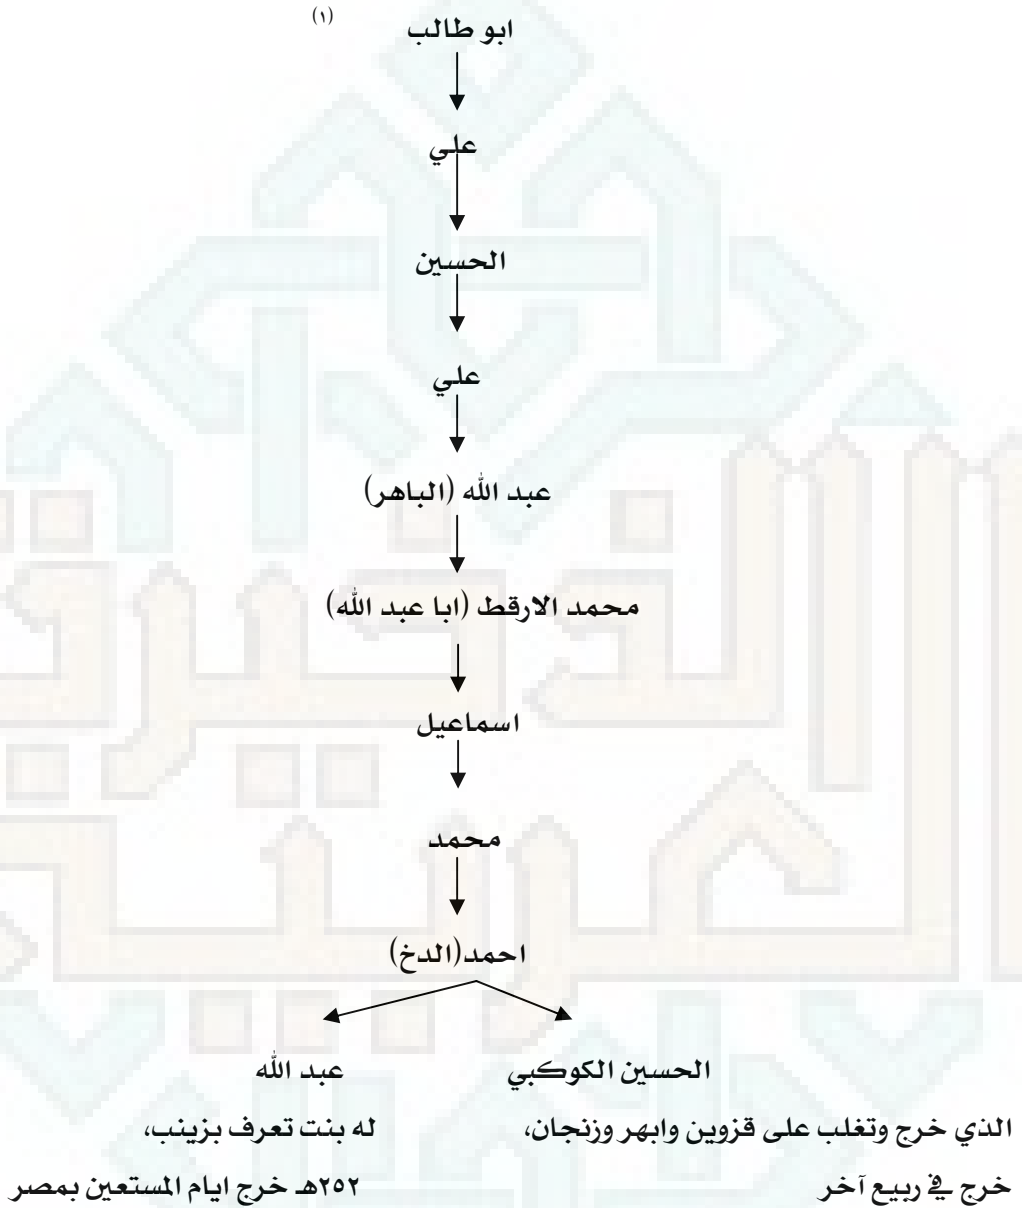 ابو طالب (١)
علي
الحسين
علي
عبد الله (الباهر)
محمد الارقط (ابا عبد الله)
اسماعيل
محمد
احمد(الدخ)
الحسين الكوكبي
عبد الله
الذي خرج وتغلب على قزوين وابهر وزنجان،
له بنت تعرف بزينب،
خرج في ربيع آخر
٢٥٢هـ خرج ايام المستعين بمصر
الذخيرة
العربية